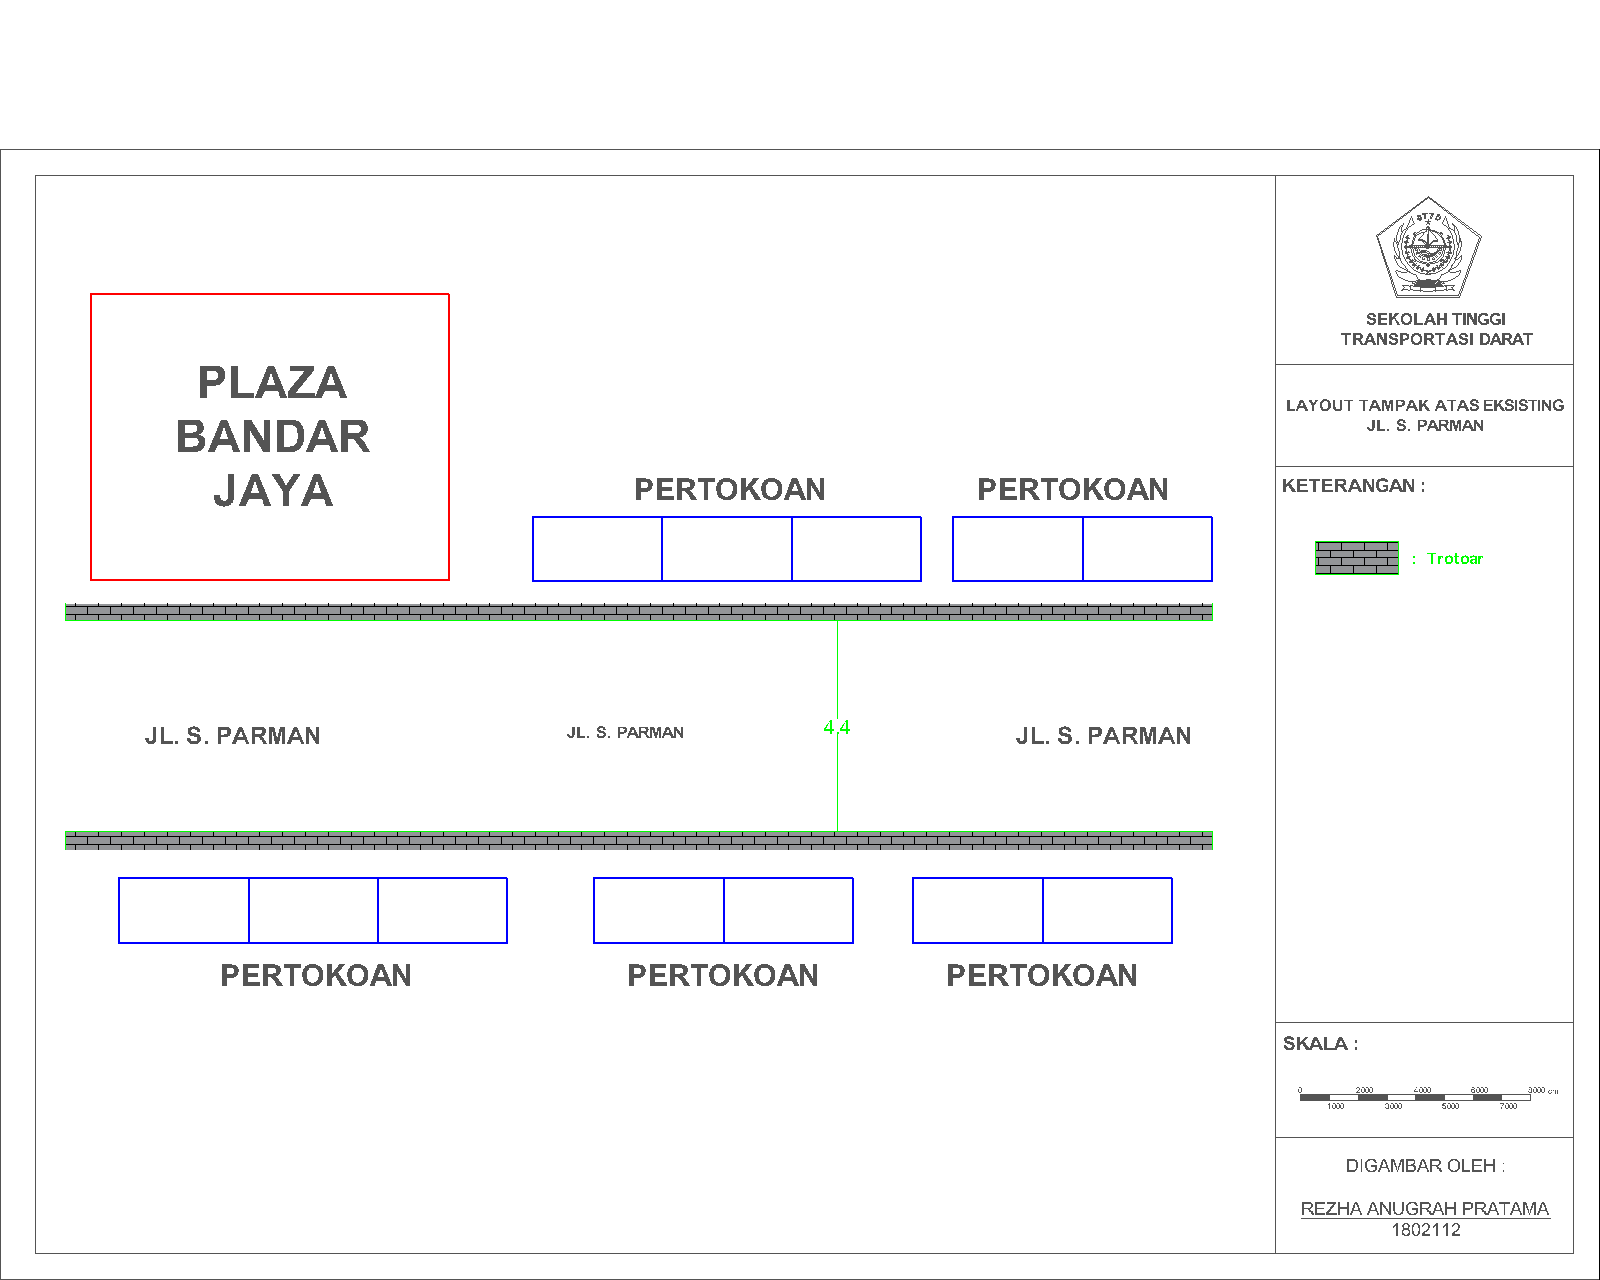 PLAZA
BANDAR
JAYA
PERTOKOAN
PERTOKOAN
JL. S. PARMAN
JL. S. PARMAN
4,4
JL. S. PARMAN
PERTOKOAN
PERTOKOAN
PERTOKOAN
STTD
SEKOLAH TINGGI
TRANSPORTASI DARAT
LAYOUT TAMPAK ATAS EKSISTING
JL. S. PARMAN
KETERANGAN :
: Trotoar
SKALA :
0 2000 4000 6000 8000 cm
1000 3000 5000 7000
DIGAMBAR OLEH :
REZHA ANUGRAH PRATAMA
1802112